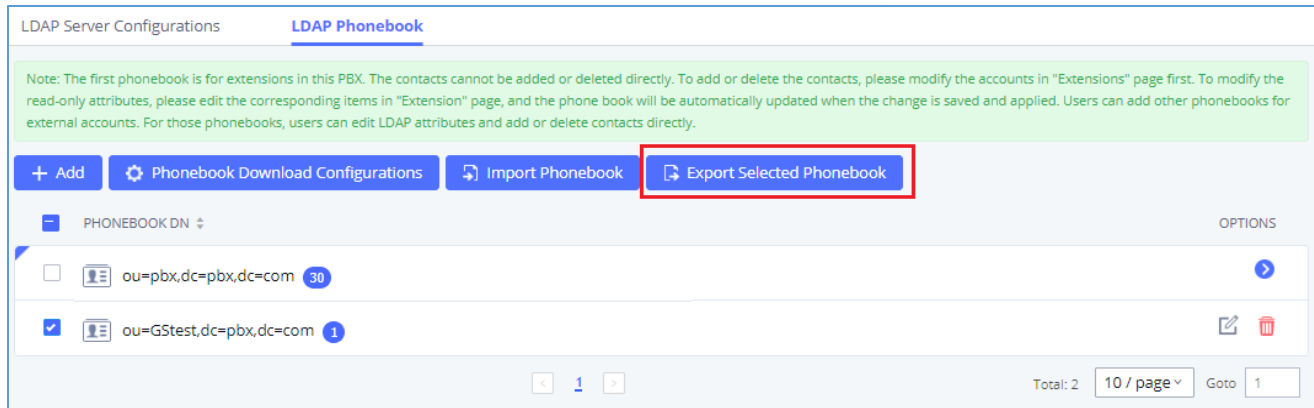 LDAP Server Configurations LDAP Phonebook
Note: The first phonebook is for extensions in this PBX. The contacts cannot be added or deleted directly. To add or delete the contacts, please modify the accounts in "Extensions" page first. To modify the
read-only attributes, please edit the corresponding items in "Extension" page, and the phone book will be automatically updated when the change is saved and applied. Users can add other phonebooks for
external accounts. For those phonebooks, users can edit LDAP attributes and add or delete contacts directly.
+ Add Phonebook Download Configurations Import Phonebook Export Selected Phonebook
PHONEBOOK DN OPTIONS
ou=pbx,dc=pbx,dc=com 30
ou=GStest,dc=pbx,dc=com 1
< 1 > Total: 2 10 / page Goto 1